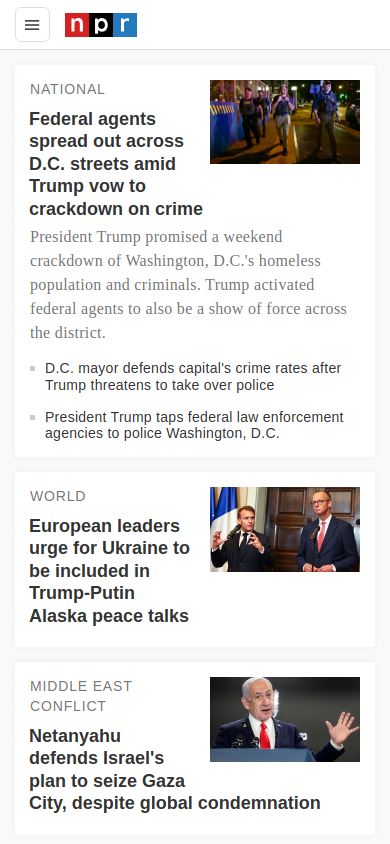 npr
NATIONAL
Federal agents
spread out across
D.C. streets amid
Trump vow to
crackdown on crime
President Trump promised a weekend
crackdown of Washington, D.C.'s homeless
population and criminals. Trump activated
federal agents to also be a show of force across
the district.
D.C. mayor defends capital's crime rates after
Trump threatens to take over police
President Trump taps federal law enforcement
agencies to police Washington, D.C.
WORLD
European leaders
urge for Ukraine to
be included in
Trump-Putin
Alaska peace talks
MIDDLE EAST
CONFLICT
Netanyahu
defends Israel's
plan to seize Gaza
City, despite global condemnation